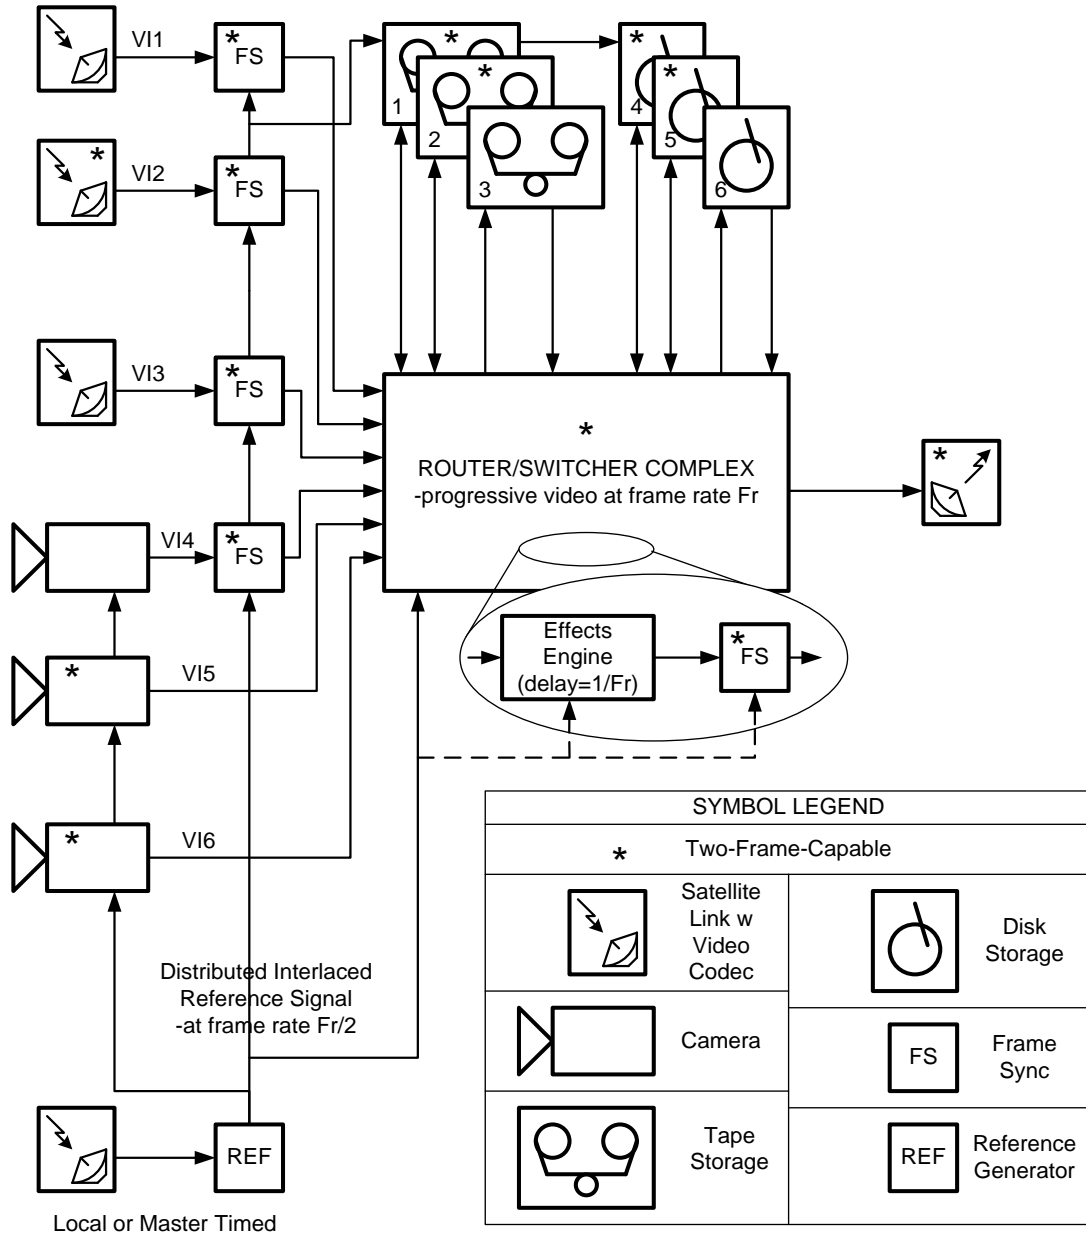 VI1
*
FS
*
*
1
2
3
*
*
4
5
6
*
VI2
*
FS
VI3
*
FS
*
ROUTER/SWITCHER COMPLEX
-progressive video at frame rate Fr
*
VI4
*
FS
Effects
Engine
(delay=1/Fr)
*
FS
*
VI5
*
VI6
Distributed Interlaced
Reference Signal
-at frame rate Fr/2
REF
Local or Master Timed
SYMBOL LEGEND
* Two-Frame-Capable
Satellite
Link w
Video
Codec
Disk
Storage
Camera
FS
Frame
Sync
Tape
Storage
REF
Reference
Generator